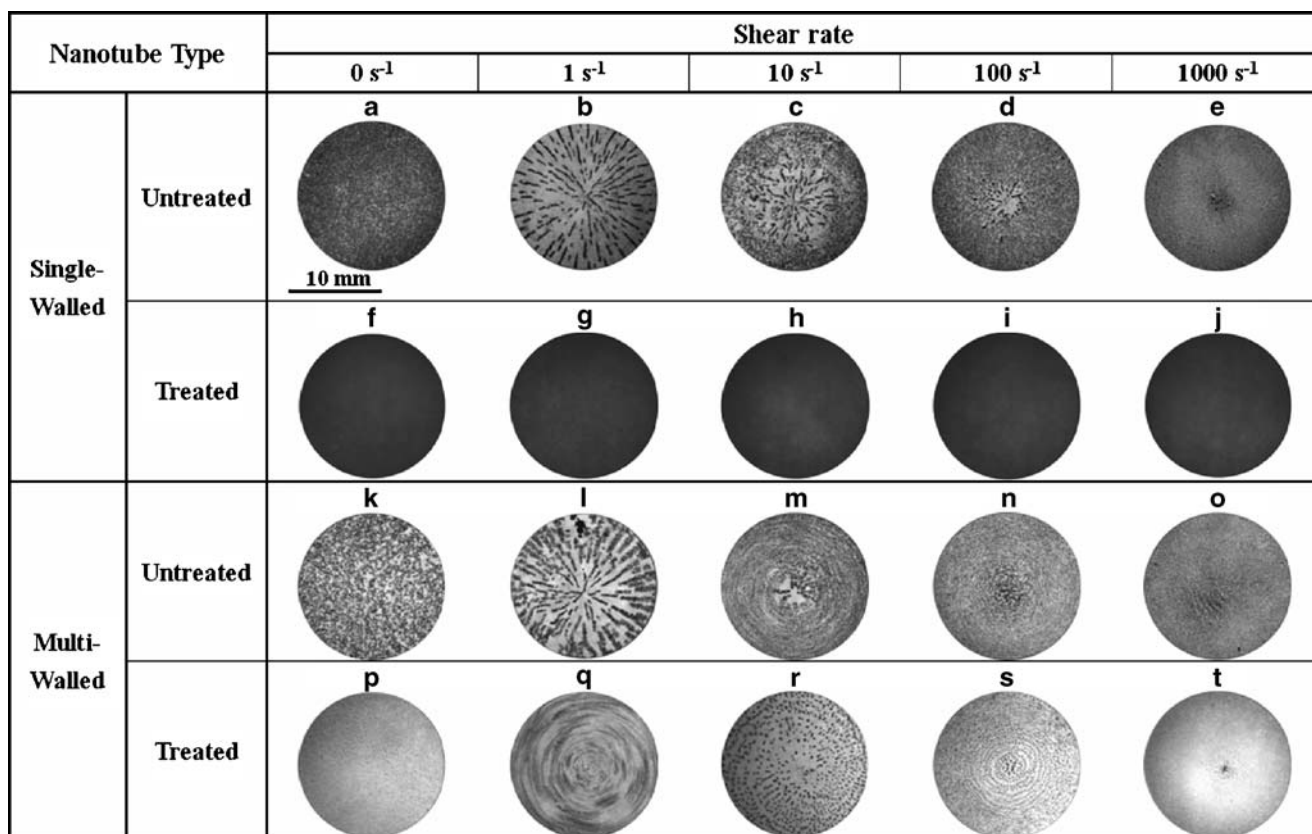 Nanotube Type
Shear rate
0 s-1 1 s-1 10 s-1 100 s-1 1000 s-1
a b c d e
Single-Walled
Untreated
10 mm
f g h i j
Treated
k l m n o
Multi-Walled
Untreated
p q r s t
Treated